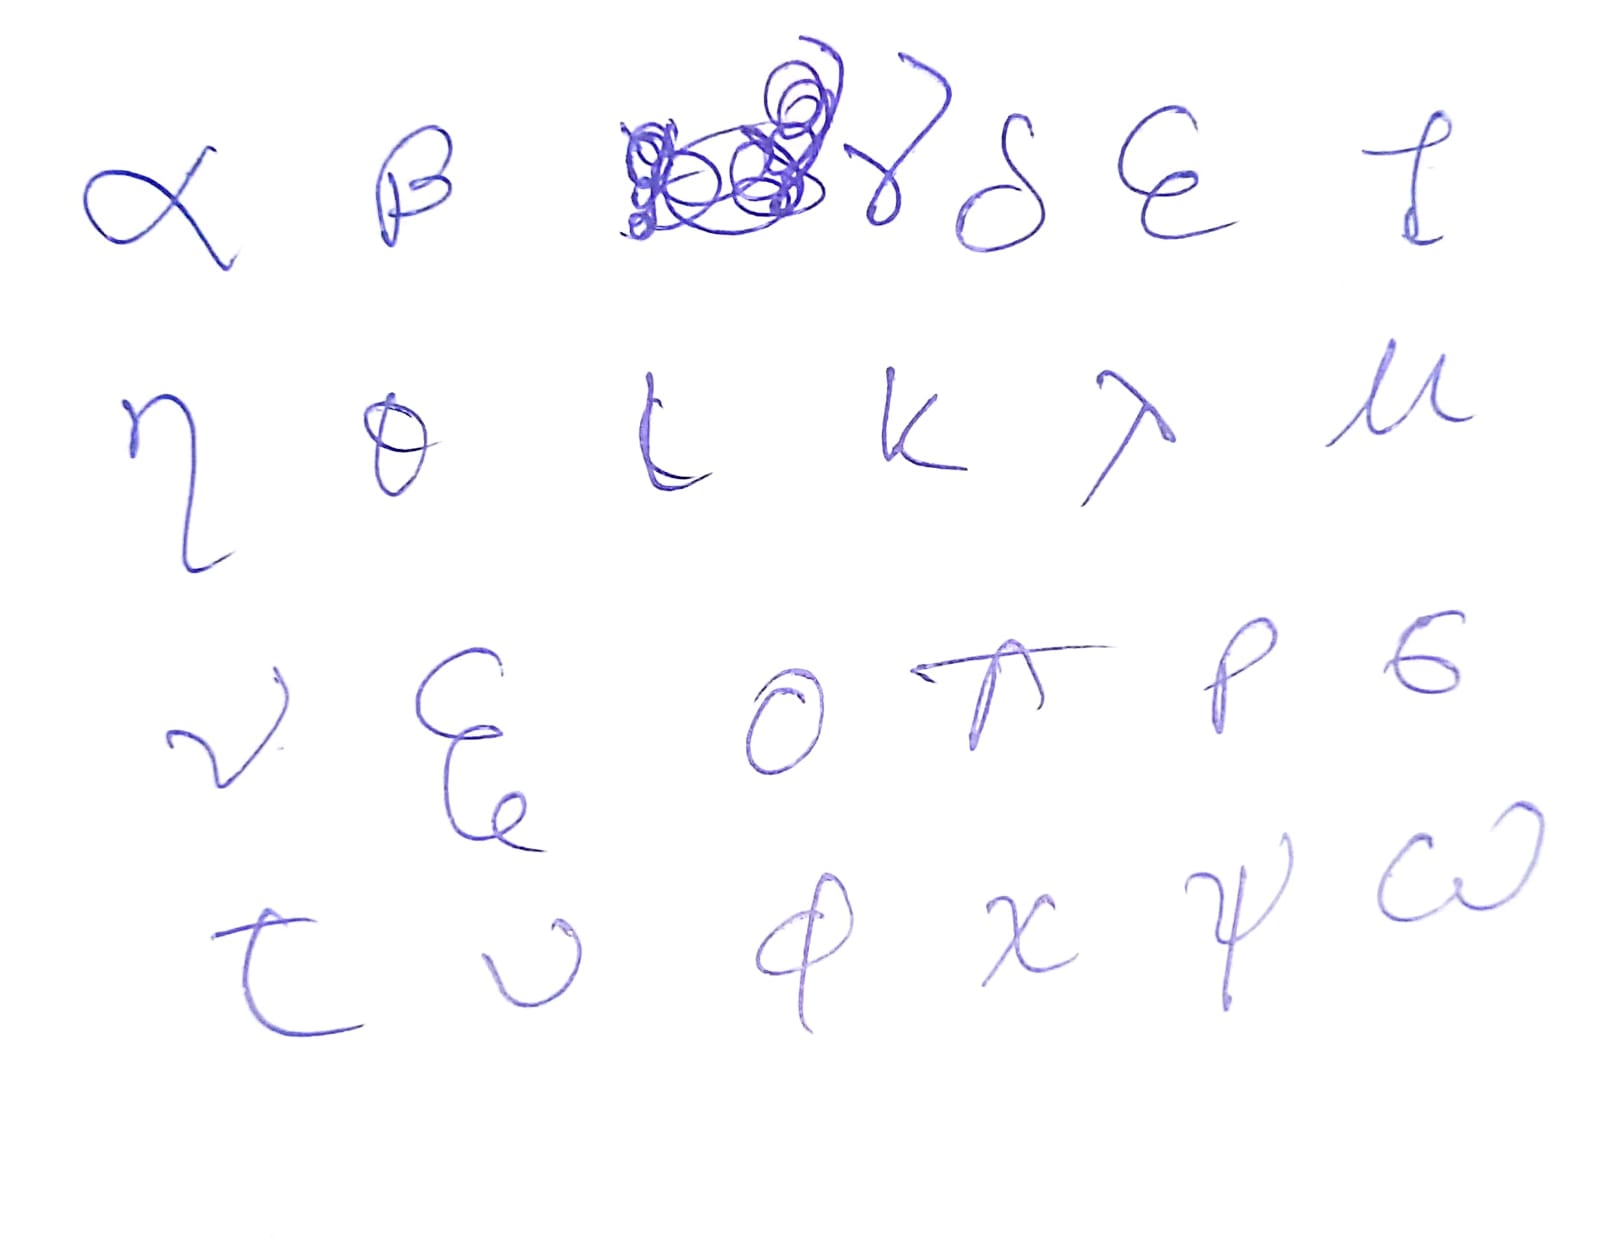 α β γ δ ε ζ
η θ ι κ λ μ
ν ξ ο π ρ σ
τ υ φ χ ψ ω